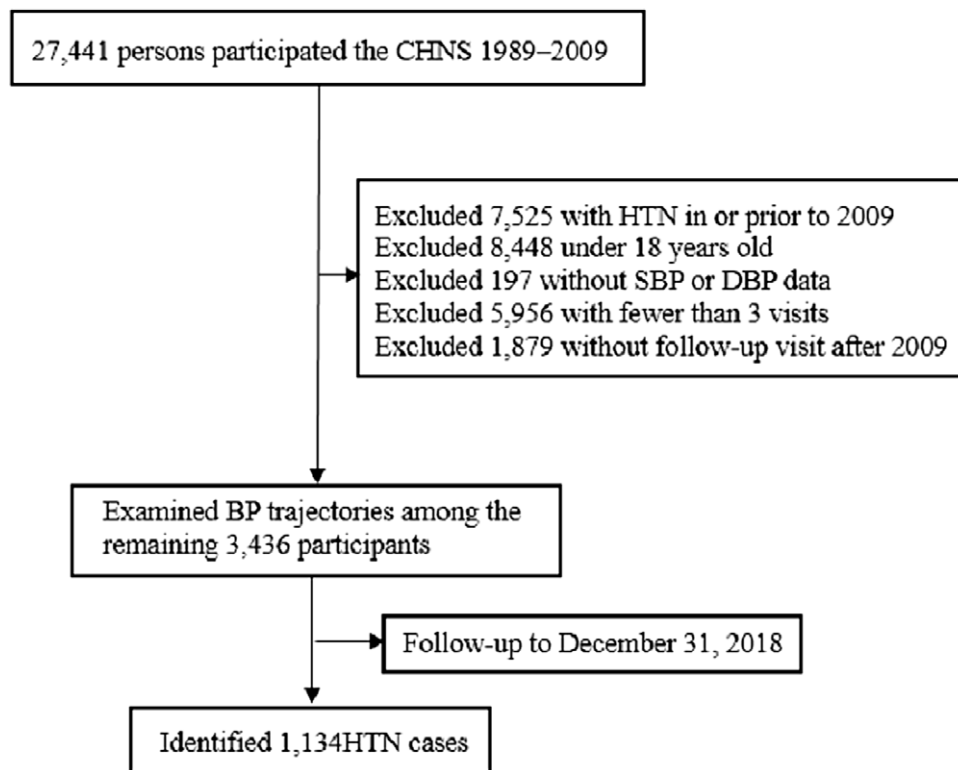 27,441 persons participated the CHNS 1989–2009
Excluded 7,525 with HTN in or prior to 2009
Excluded 8,448 under 18 years old
Excluded 197 without SBP or DBP data
Excluded 5,956 with fewer than 3 visits
Excluded 1,879 without follow-up visit after 2009
Examined BP trajectories among the
remaining 3,436 participants
Follow-up to December 31, 2018
Identified 1,134HTN cases